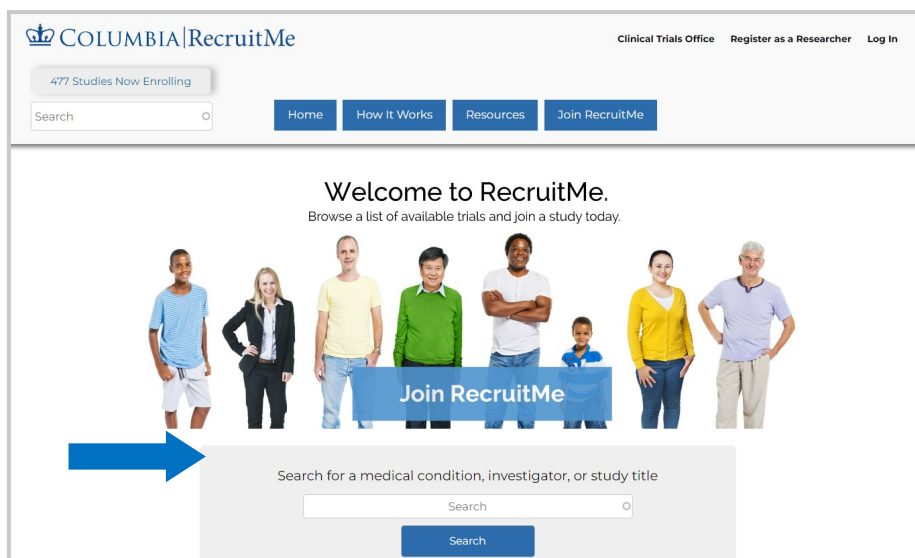 COLUMBIA|RecruitMe
Clinical Trials Office Register as a Researcher Log In
477 Studies Now Enrolling
Search
Home How It Works Resources Join RecruitMe
Welcome to RecruitMe.
Browse a list of available trials and join a study today.
Join RecruitMe
Search for a medical condition, investigator, or study title
Search
Search